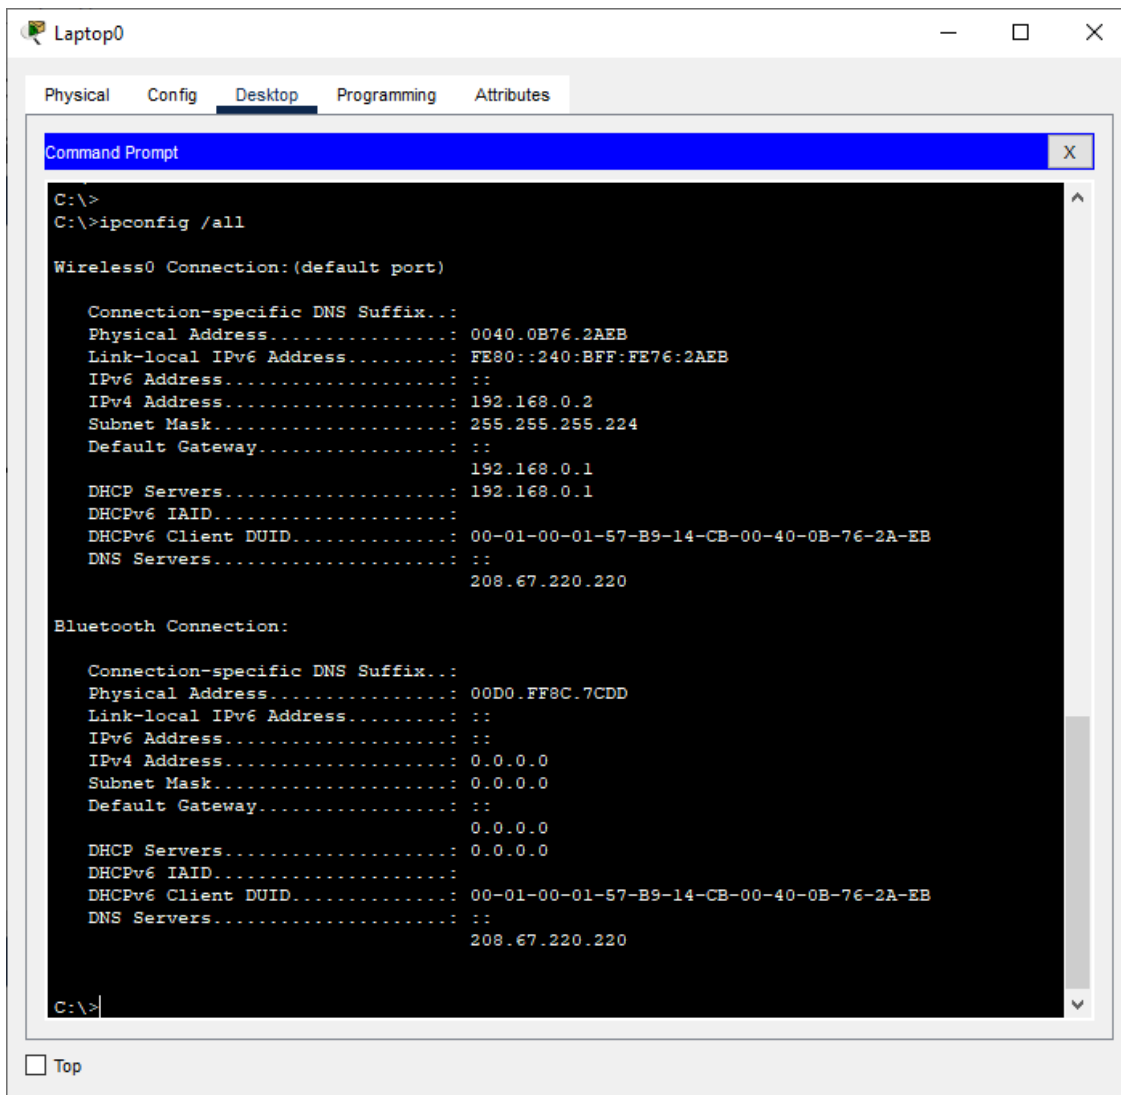 Laptop0
Physical Config Desktop Programming Attributes
Command Prompt X
C:\>
C:\>ipconfig /all
Wireless0 Connection:(default port)
Connection-specific DNS Suffix..:
Physical Address................: 0040.0B76.2AEB
Link-local IPv6 Address.........: FE80::240:BFF:FE76:2AEB
IPv6 Address....................: ::
IPv4 Address....................: 192.168.0.2
Subnet Mask.....................: 255.255.255.224
Default Gateway.................: ::
192.168.0.1
DHCP Servers....................: 192.168.0.1
DHCPv6 IAID.....................:
DHCPv6 Client DUID..............: 00-01-00-01-57-B9-14-CB-00-40-0B-76-2A-EB
DNS Servers.....................: ::
208.67.220.220
Bluetooth Connection:
Connection-specific DNS Suffix..:
Physical Address................: 00D0.FF8C.7CDD
Link-local IPv6 Address.........: ::
IPv6 Address....................: ::
IPv4 Address....................: 0.0.0.0
Subnet Mask.....................: 0.0.0.0
Default Gateway.................: ::
0.0.0.0
DHCP Servers....................: 0.0.0.0
DHCPv6 IAID.....................:
DHCPv6 Client DUID..............: 00-01-00-01-57-B9-14-CB-00-40-0B-76-2A-EB
DNS Servers.....................: ::
208.67.220.220
C:\>
Top